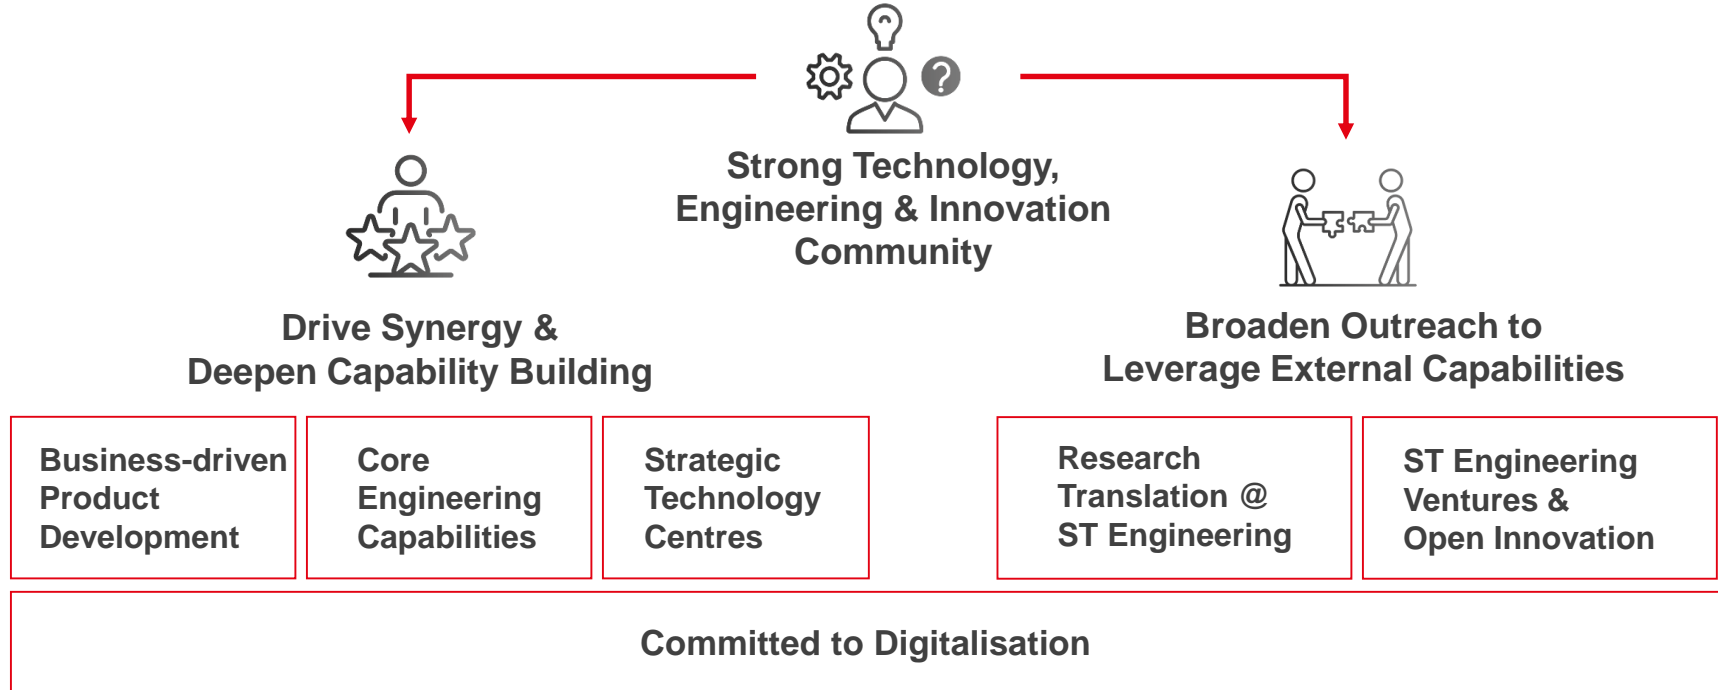 ?
Strong Technology,
Engineering & Innovation
Community
Drive Synergy &
Deepen Capability Building
Broaden Outreach to
Leverage External Capabilities
Business-driven
Product
Development
Core
Engineering
Capabilities
Strategic
Technology
Centres
Research
Translation @
ST Engineering
ST Engineering
Ventures &
Open Innovation
Committed to Digitalisation